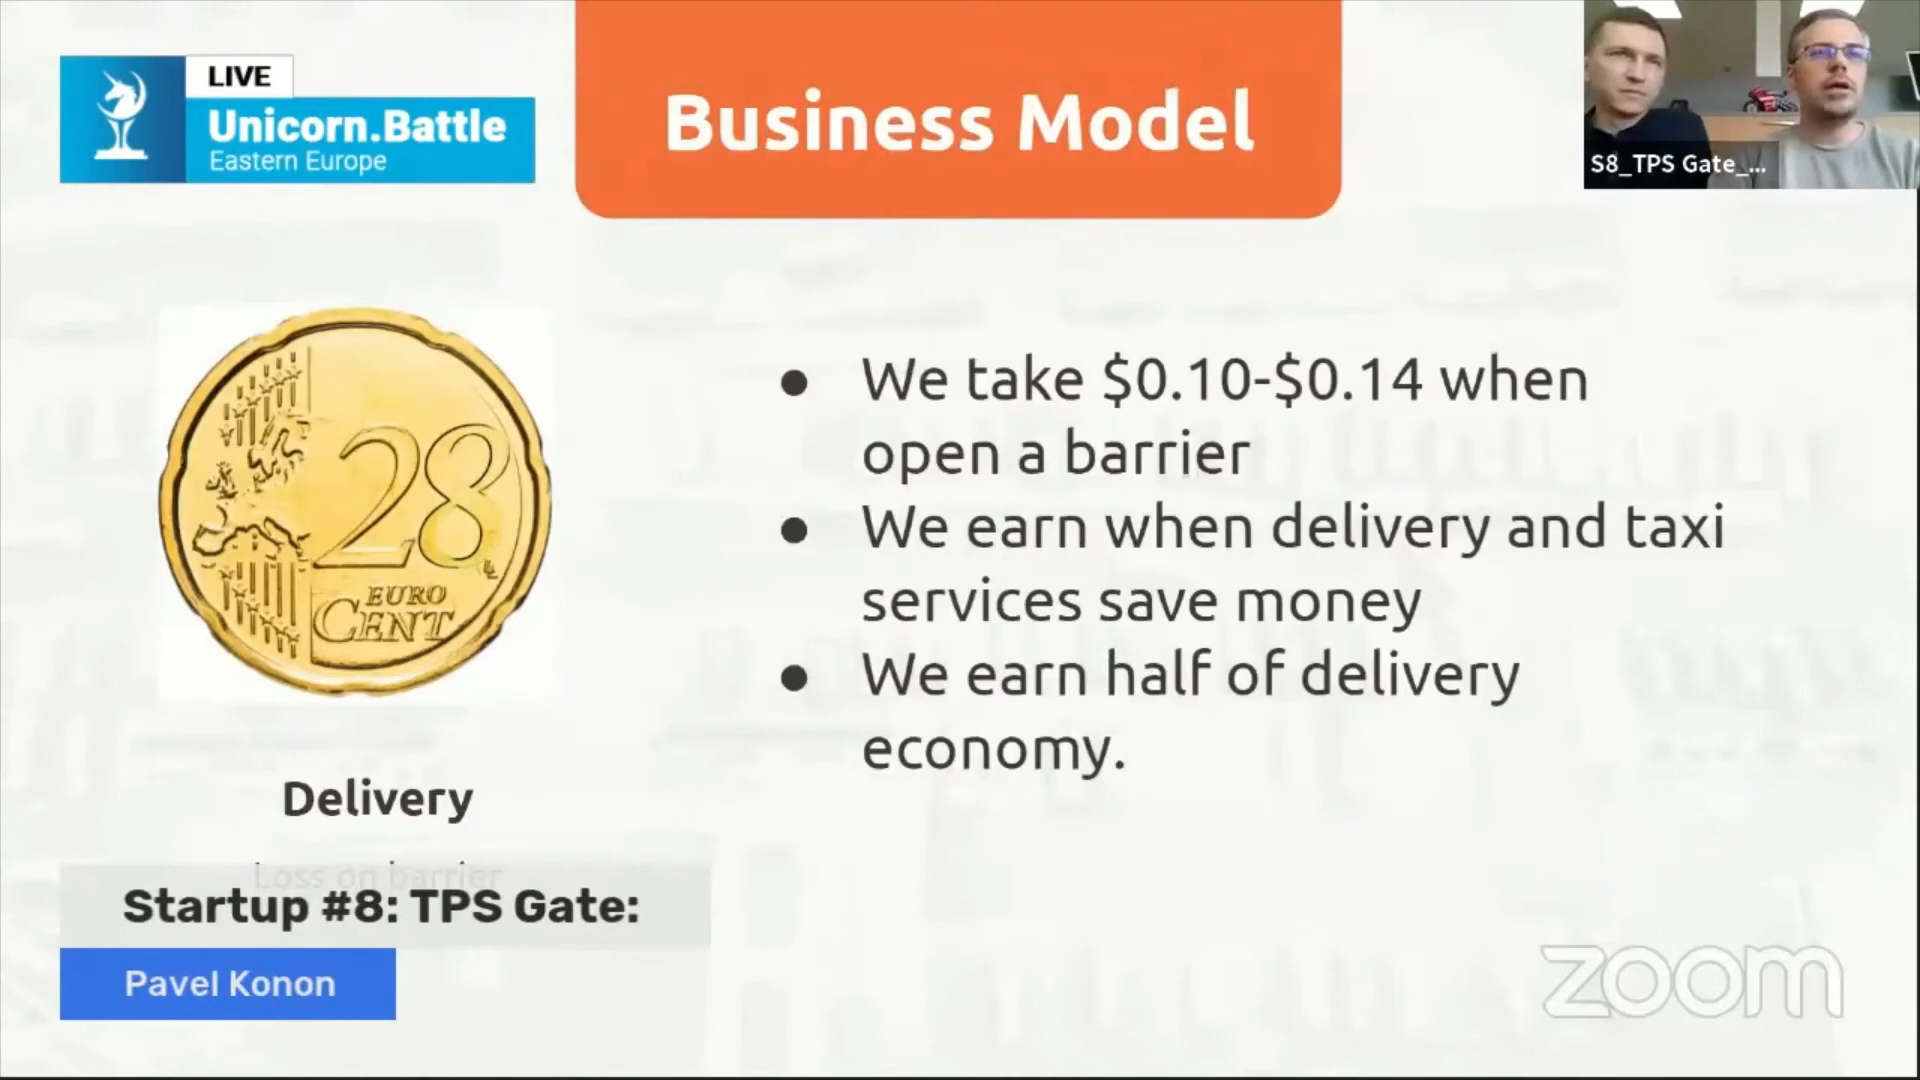 LIVE
Unicorn.Battle
Eastern Europe
Business Model
S8_TPS Gate_...
28
EURO
CENT
We take $0.10-$0.14 when
open a barrier
We earn when delivery and taxi
services save money
We earn half of delivery
economy.
Delivery
Loss on barrier
Startup #8: TPS Gate:
Pavel Konon
zoom